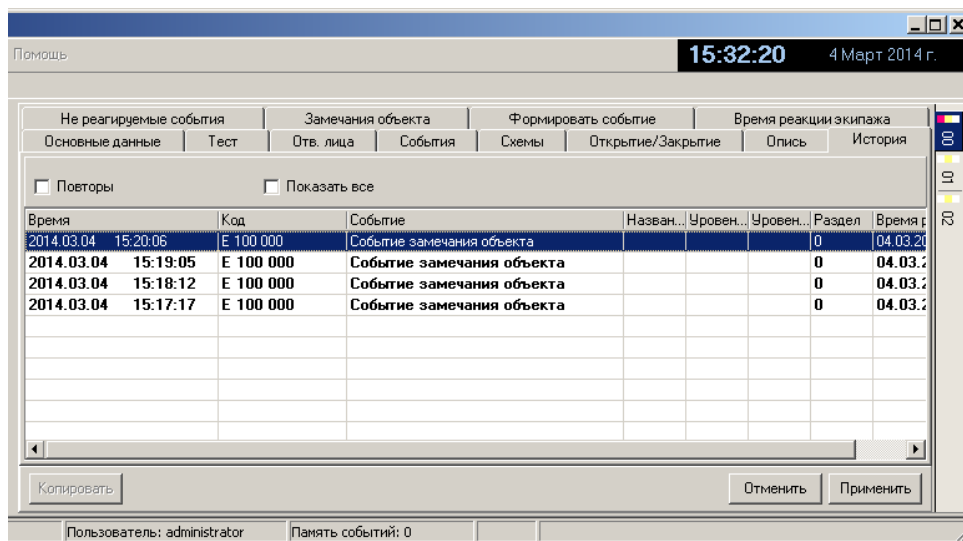 Помощь 15:32:20 4 Март 2014 г.
Не реагируемые события Замечания объекта Формировать событие Время реакции экипажа
Основные данные Тест Отв. лица События Схемы Открытие/Закрытие Опись История
Повторы Показать все
Время Код Событие Назван... Уровен... Уровен... Раздел Время р
2014.03.04 15:20:06 E 100 000 Событие замечания объекта 0 04.03.20
2014.03.04 15:19:05 E 100 000 Событие замечания объекта 0 04.03.2
2014.03.04 15:18:12 E 100 000 Событие замечания объекта 0 04.03.2
2014.03.04 15:17:17 E 100 000 Событие замечания объекта 0 04.03.2
Копировать Отменить Применить
Пользователь: administrator Память событий: 0
00
01
02